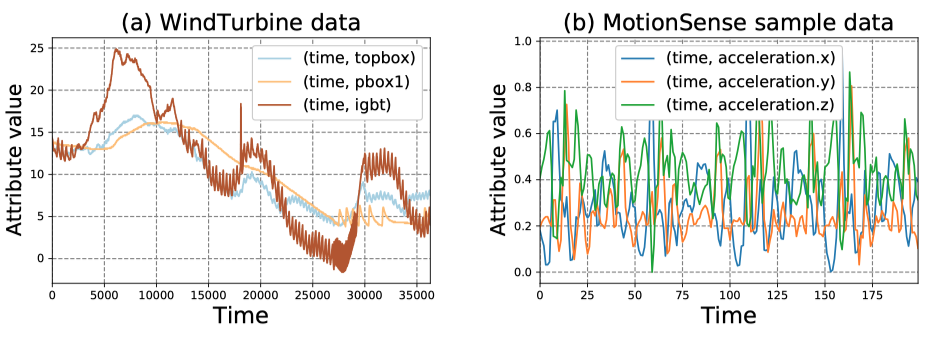 (a) WindTurbine data
Attribute value
25
20
15
10
5
0
(time, topbox)
(time, pbox1)
(time, igbt)
0 5000 10000 15000 20000 25000 30000 35000
Time
(b) MotionSense sample data
Attribute value
1.0
0.8
0.6
0.4
0.2
0.0
(time, acceleration.x)
(time, acceleration.y)
(time, acceleration.z)
0 25 50 75 100 125 150 175
Time